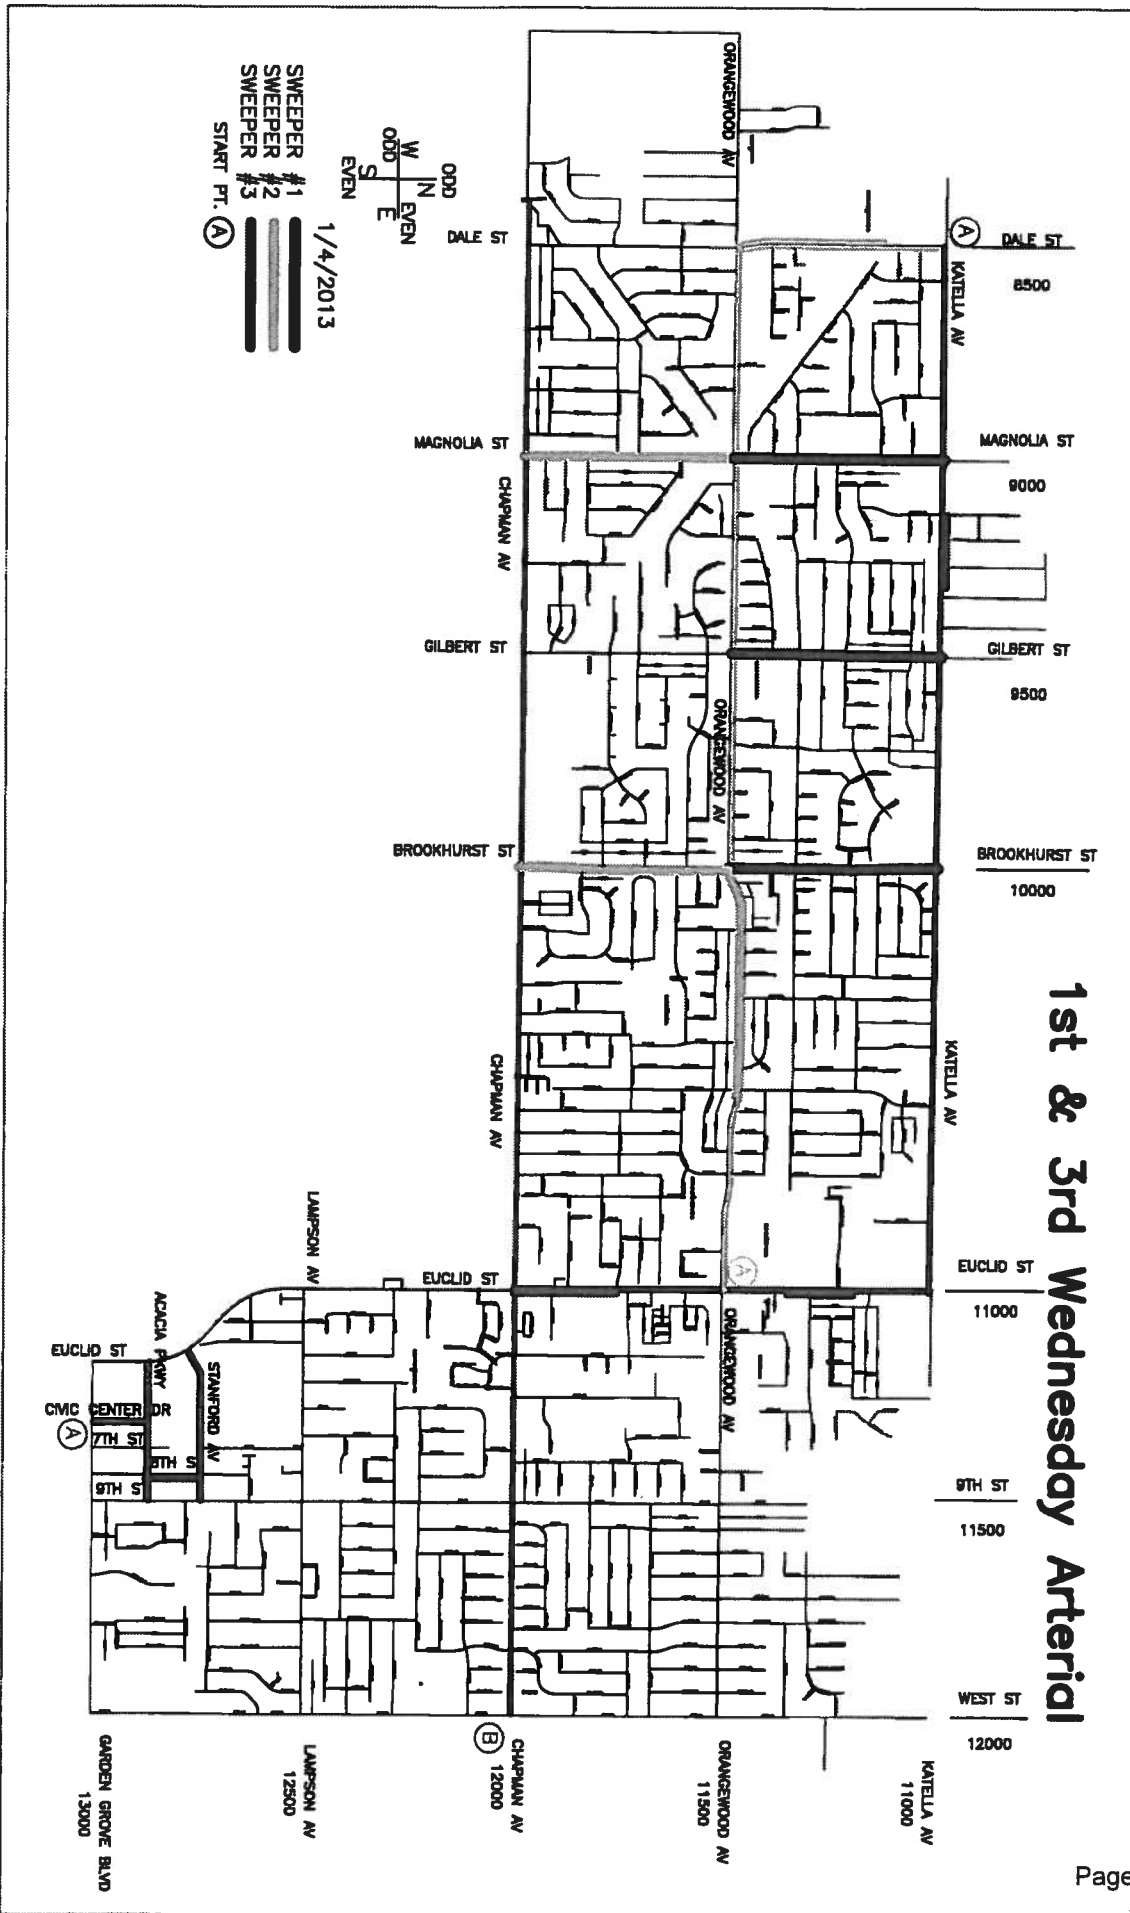 1st & 3rd Wednesday Arterial
DALE ST
8500
MAGNOLIA ST
9000
GILBERT ST
9500
BROOKHURST ST
10000
EUCLID ST
11000
9TH ST
11500
WEST ST
12000
KATELLA AV
KATELLA AV
KATELLA AV
11000
A
ORANGEWOOD AV
ORANGEWOOD AV
ORANGEWOOD AV
ORANGEWOOD AV
11500
A
DALE ST
MAGNOLIA ST
GILBERT ST
BROOKHURST ST
EUCLID ST
CHAPMAN AV
CHAPMAN AV
CHAPMAN AV
12000
B
LAMPSON AV
LAMPSON AV
12500
EUCLID ST
ACACIA PKWY
STANFORD AV
CIVIC CENTER DR
A
7TH ST
8TH S
9TH S
GARDEN GROVE BLVD
13000
ODD
N
EVEN
W
E
ODD
S
EVEN
1/4/2013
SWEEPER #1
SWEEPER #2
SWEEPER #3
START PT. A
Page